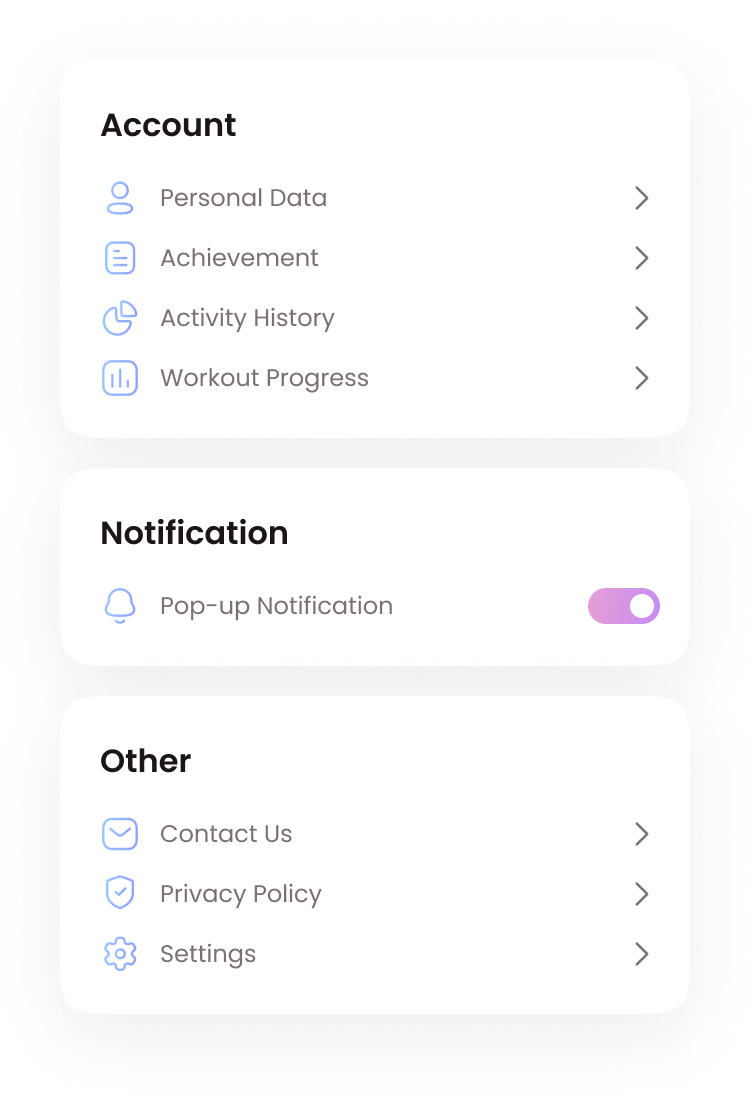 Account
Personal Data
Achievement
Activity History
Workout Progress
Notification
Pop-up Notification
Other
Contact Us
Privacy Policy
Settings